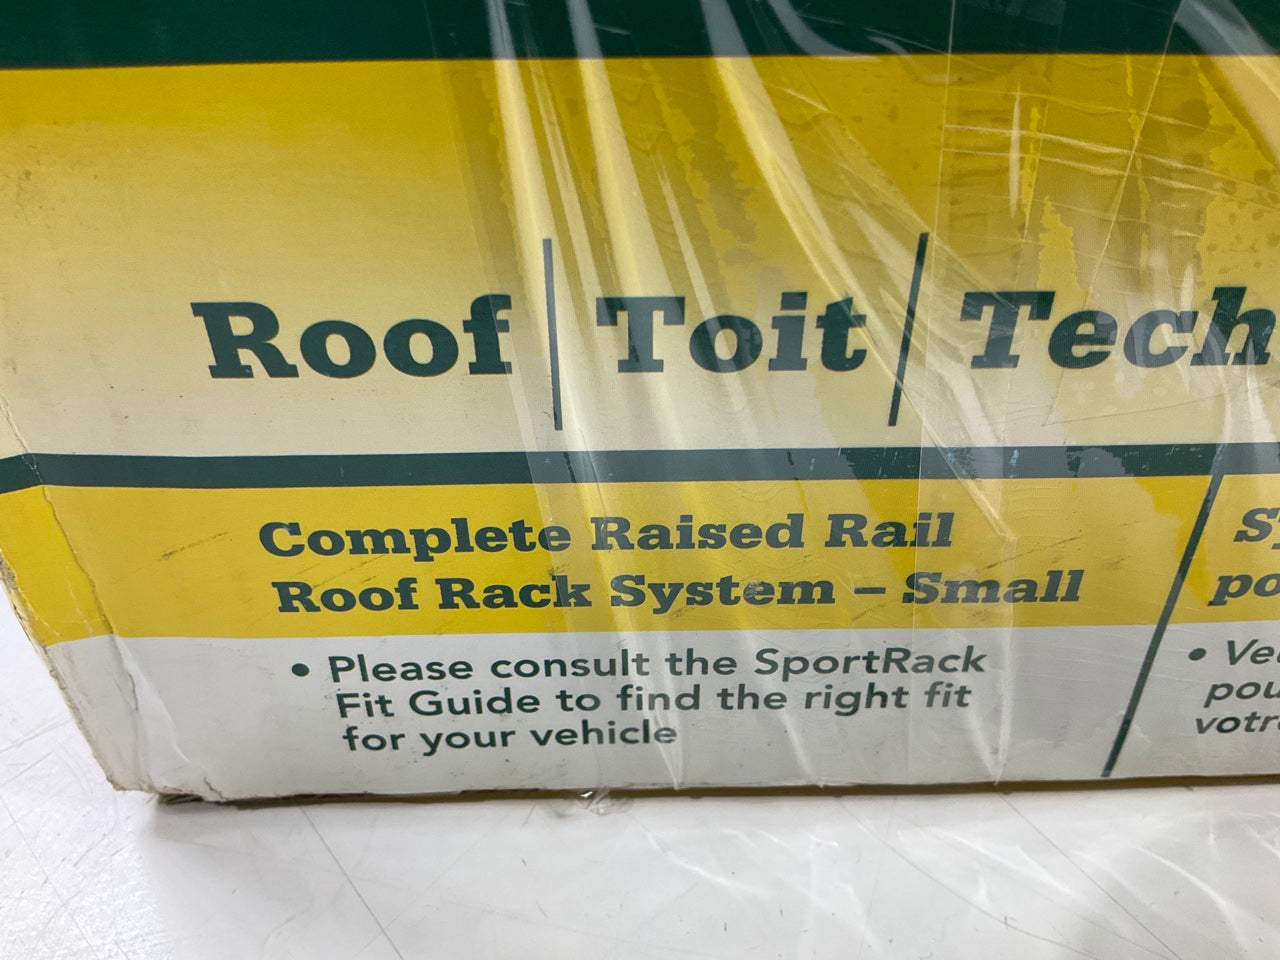 Roof | Toit | Tech
Complete Raised Rail
Roof Rack System – Small
• Please consult the SportRack
Fit Guide to find the right fit
for your vehicle